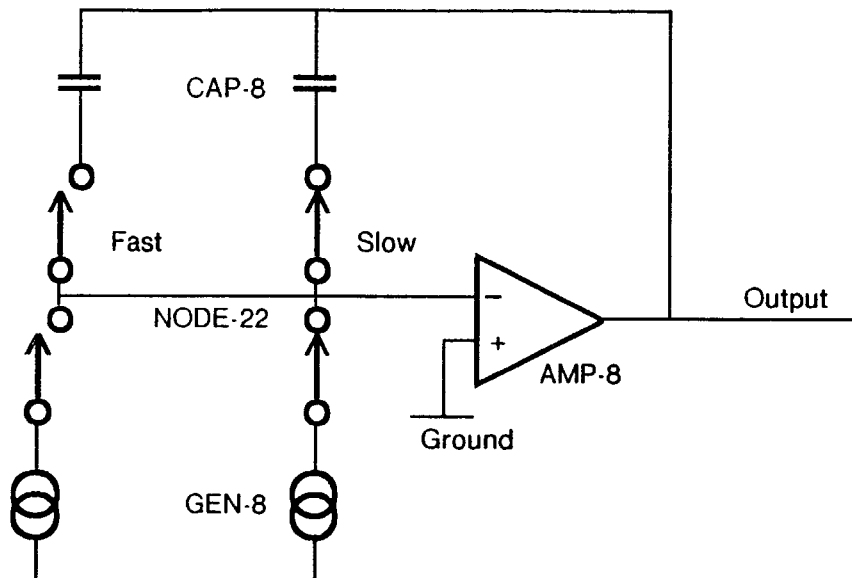 CAP-8
Fast
Slow
NODE-22
Output
−
+
AMP-8
Ground
GEN-8